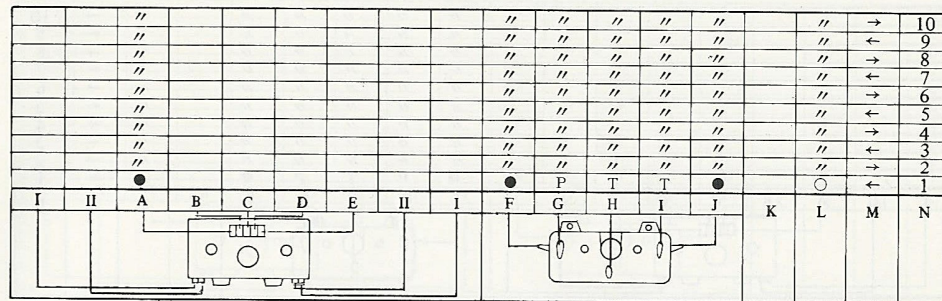 〃 〃 〃 〃 〃 〃 〃 → 10
〃 〃 〃 〃 〃 〃 〃 ← 9
〃 〃 〃 〃 〃 〃 〃 → 8
〃 〃 〃 〃 〃 〃 〃 ← 7
〃 〃 〃 〃 〃 〃 〃 → 6
〃 〃 〃 〃 〃 〃 〃 ← 5
〃 〃 〃 〃 〃 〃 〃 → 4
〃 〃 〃 〃 〃 〃 〃 ← 3
〃 〃 〃 〃 〃 〃 〃 → 2
● ● P T T ● ○ ← 1
I II A B C D E II I F G H I J K L M N